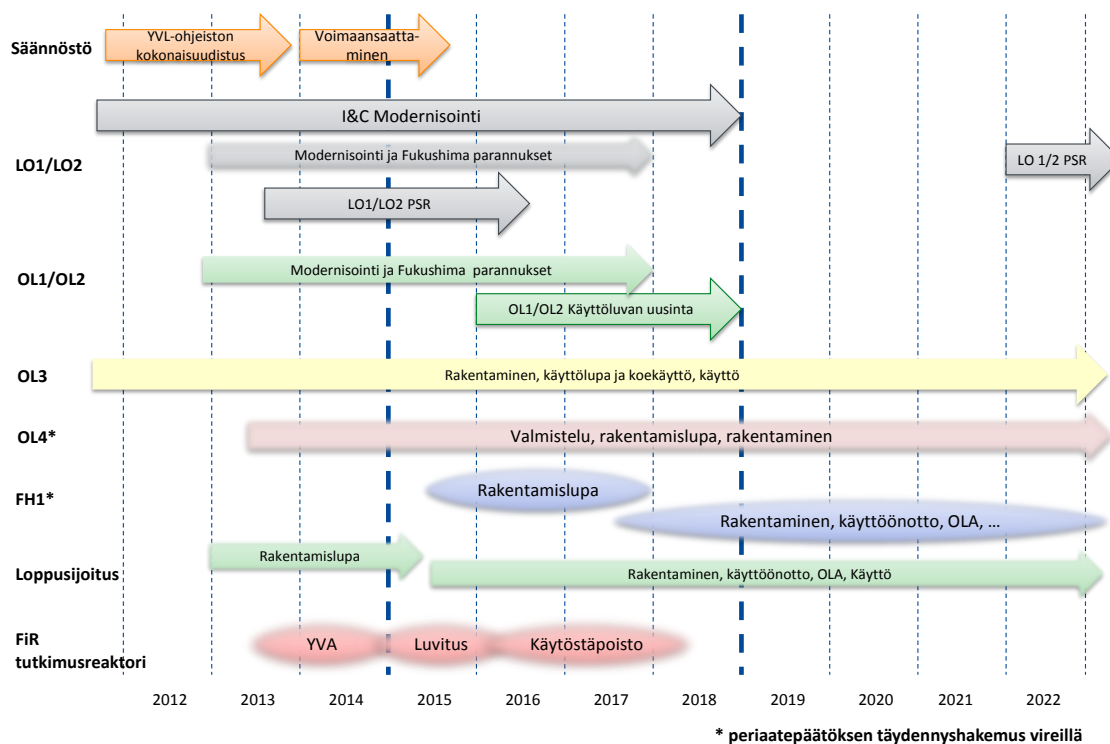 Säännöstö
YVL-ohjeiston
kokonaisuudistus
Voimaansaatta-
minen
I&C Modernisointi
LO1/LO2
Modernisointi ja Fukushima parannukset
LO 1/2 PSR
LO1/LO2 PSR
OL1/OL2
Modernisointi ja Fukushima parannukset
OL1/OL2 Käyttöluvan uusinta
OL3
Rakentaminen, käyttölupa ja koekäyttö, käyttö
OL4*
Valmistelu, rakentamislupa, rakentaminen
FH1*
Rakentamislupa
Rakentaminen, käyttöönotto, OLA, ...
Rakentamislupa
Loppusijoitus
Rakentaminen, käyttöönotto, OLA, Käyttö
FiR
tutkimusreaktori
YVA
Luvitus
Käytöstäpoisto
2012 2013 2014 2015 2016 2017 2018 2019 2020 2021 2022
* periaatepäätöksen täydennyshakemus vireillä